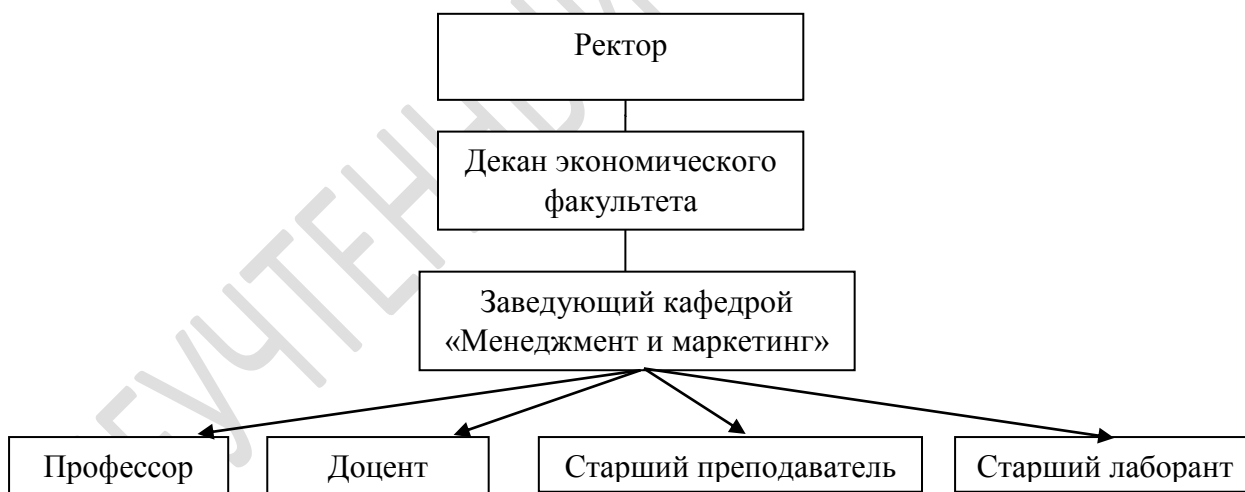 Ректор
Декан экономического
факультета
Заведующий кафедрой
«Менеджмент и маркетинг»
Профессор
Доцент
Старший преподаватель
Старший лаборант